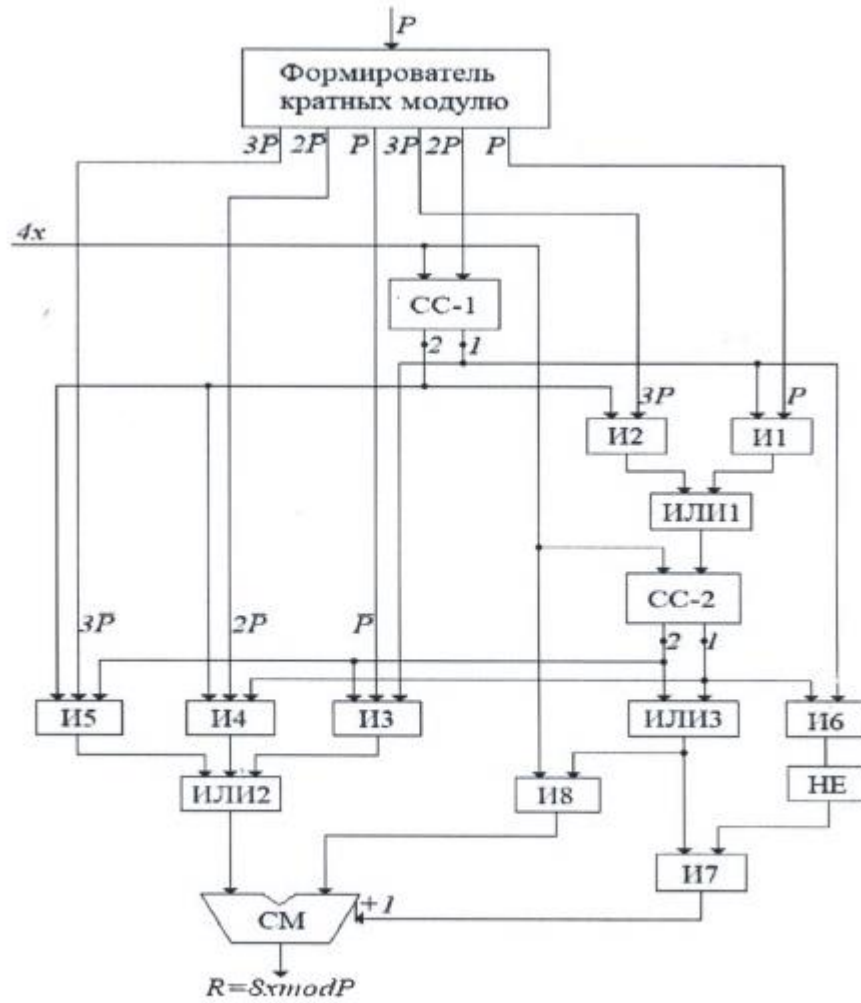 P
Формирователь
кратных модулю
3P̅ 2P̅ P̅ 3P 2P P
4x
СС-1
2 1
3P P
И2 И1
ИЛИ1
СС-2
3P̅ 2P̅ P̅ 2 1
И5 И4 И3 ИЛИ3 И6
ИЛИ2 И8 НЕ
И7
СМ +1
R=8xmodP